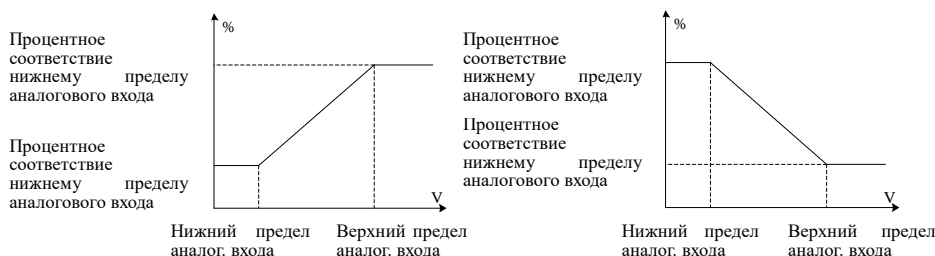 %
Процентное
соответствие
нижнему пределу
аналогового входа
Процентное
соответствие
нижнему пределу
аналогового входа
V
Нижний предел
аналог. входа
Верхний предел
аналог. входа
%
Процентное
соответствие
нижнему пределу
аналогового входа
Процентное
соответствие
нижнему пределу
аналогового входа
V
Нижний предел
аналог. входа
Верхний предел
аналог. входа